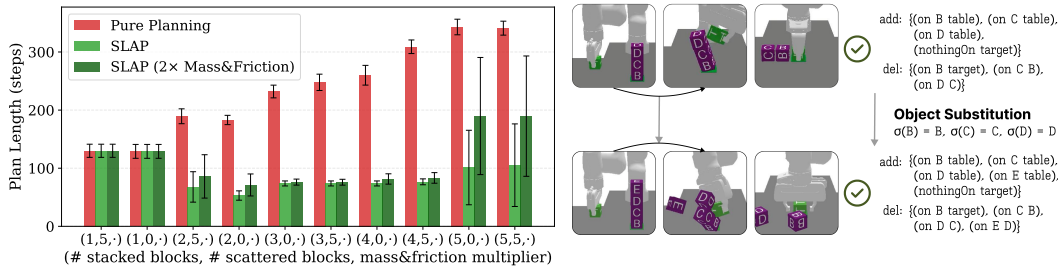 Pure Planning
SLAP
SLAP (2× Mass&Friction)
Plan Length (steps)
300
200
100
0
(1,5,·) (1,0,·) (2,5,·) (2,0,·) (3,0,·) (3,5,·) (4,0,·) (4,5,·) (5,0,·) (5,5,·)
(# stacked blocks, # scattered blocks, mass&friction multiplier)
D
C
B
D
C
B
C
B
add: {(on B table), (on C table),
(on D table),
(nothingOn target)}
del: {(on B target), (on C B),
(on D C)}
Object Substitution
σ(B) = B, σ(C) = C, σ(D) = D
E
D
C
B
E
D
C
B
D
B
add: {(on B table), (on C table),
(on D table), (on E table),
(nothingOn target)}
del: {(on B target), (on C B),
(on D C), (on E D)}